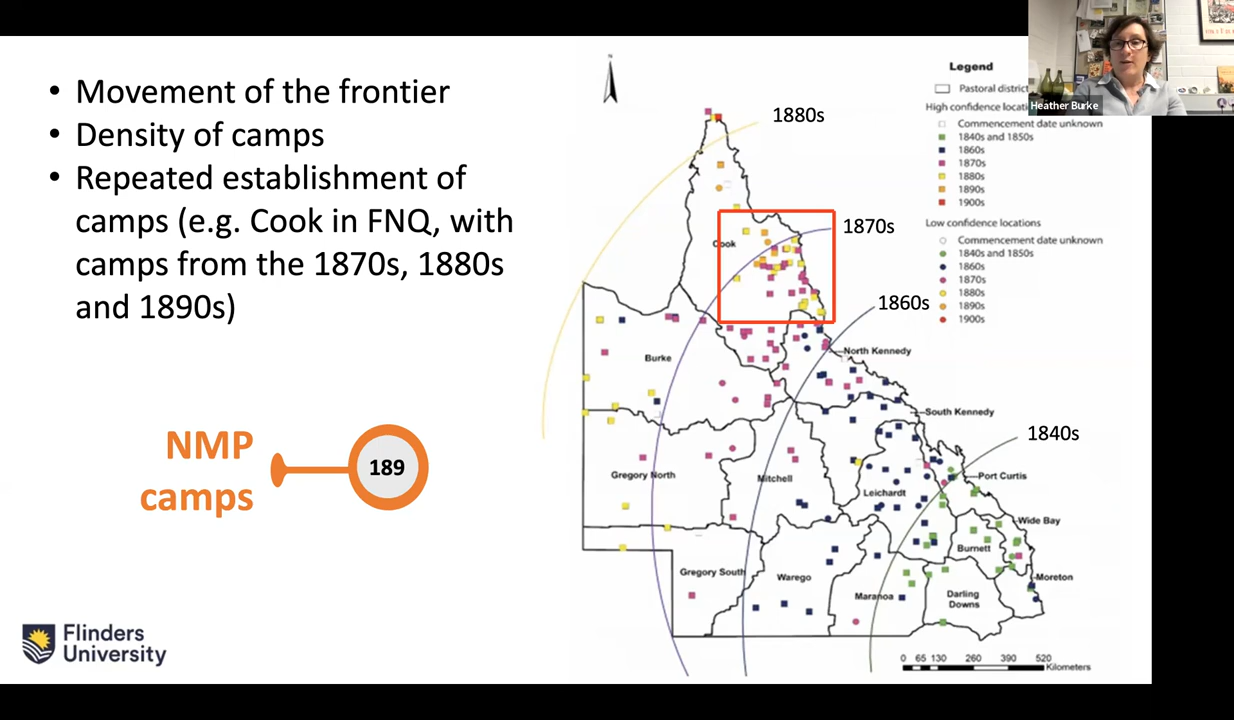 • Movement of the frontier
• Density of camps
• Repeated establishment of
camps (e.g. Cook in FNQ, with
camps from the 1870s, 1880s
and 1890s)
NMP
camps
189
Flinders
University
N
1880s
1870s
1860s
1840s
Cook
Burke
North Kennedy
South Kennedy
Port Curtis
Gregory North
Mitchell
Leichardt
Wide Bay
Burnett
Moreton
Gregory South
Warego
Maranoa
Darling
Downs
Legend
Pastoral district
High confidence locati
Commencement date unknown
1840s and 1850s
1860s
1870s
1880s
1890s
1900s
Low confidence locations
Commencement date unknown
1840s and 1850s
1860s
1870s
1880s
1890s
1900s
0 65 130 260 390 520
Kilometers
Heather Burke